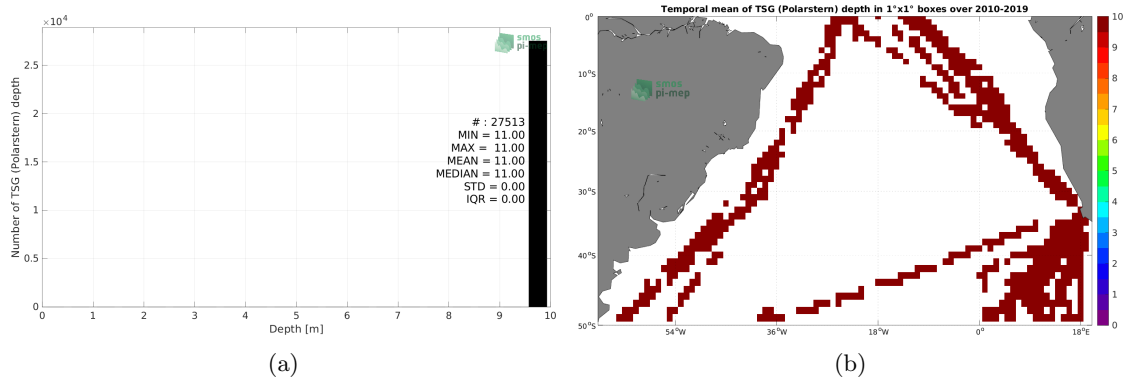 ×10⁴
smos
pi-mep
2.5
2
1.5
1
0.5
0
Number of TSG (Polarstern) depth
# : 27513
MIN = 11.00
MAX = 11.00
MEAN = 11.00
MEDIAN = 11.00
STD = 0.00
IQR = 0.00
0 1 2 3 4 5 6 7 8 9 10
Depth [m]
(a)
Temporal mean of TSG (Polarstern) depth in 1°x1° boxes over 2010-2019
smos
pi-mep
0°
10°S
20°S
30°S
40°S
50°S
54°W 36°W 18°W 0° 18°E
10
9
8
7
6
5
4
3
2
1
0
(b)